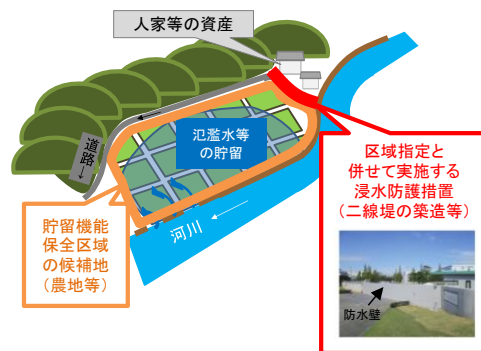 人家等の資産
道路→
氾濫水等
の貯留
河川
貯留機能
保全区域
の候補地
(農地等)
区域指定と
併せて実施する
浸水防護措置
(二線堤の築造等)
防水壁